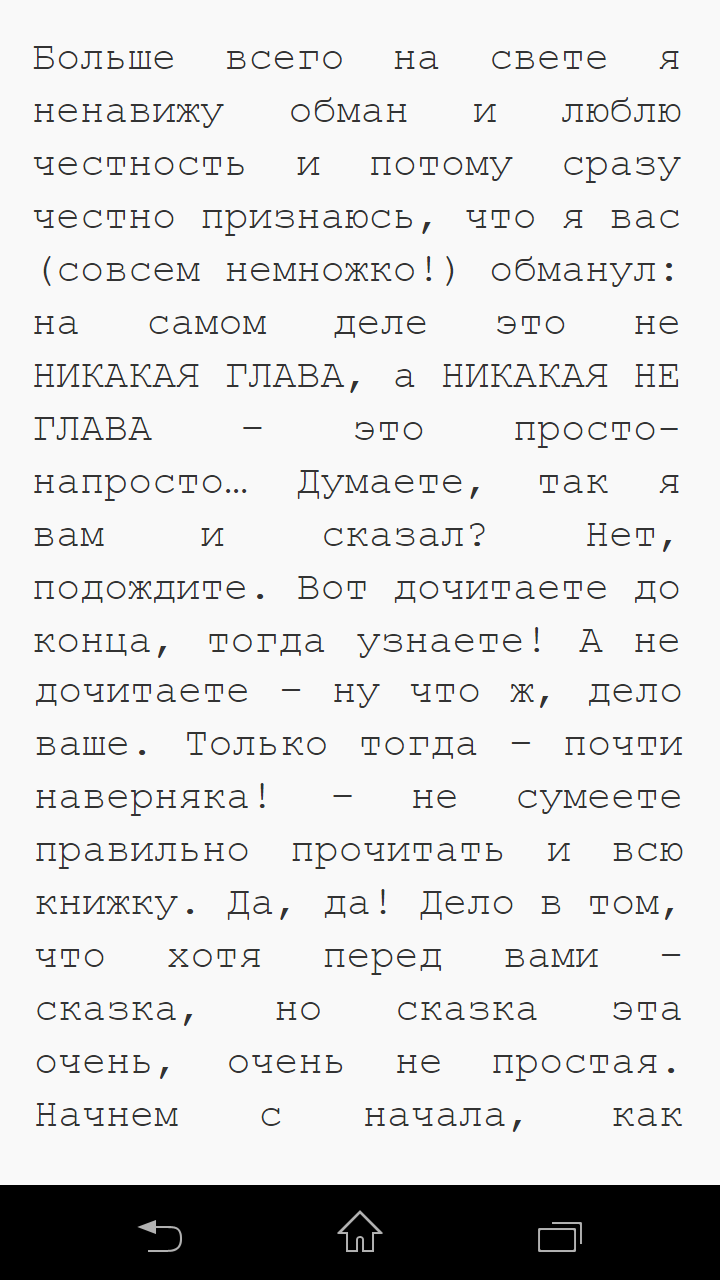 Больше всего на свете я
ненавижу обман и люблю
честность и потому сразу
честно признаюсь, что я вас
(совсем немножко!) обманул:
на самом деле это не
НИКАКАЯ ГЛАВА, а НИКАКАЯ НЕ
ГЛАВА – это просто-
напросто… Думаете, так я
вам и сказал? Нет,
подождите. Вот дочитаете до
конца, тогда узнаете! А не
дочитаете – ну что ж, дело
ваше. Только тогда – почти
наверняка! – не сумеете
правильно прочитать и всю
книжку. Да, да! Дело в том,
что хотя перед вами –
сказка, но сказка эта
очень, очень не простая.
Начнем с начала, как